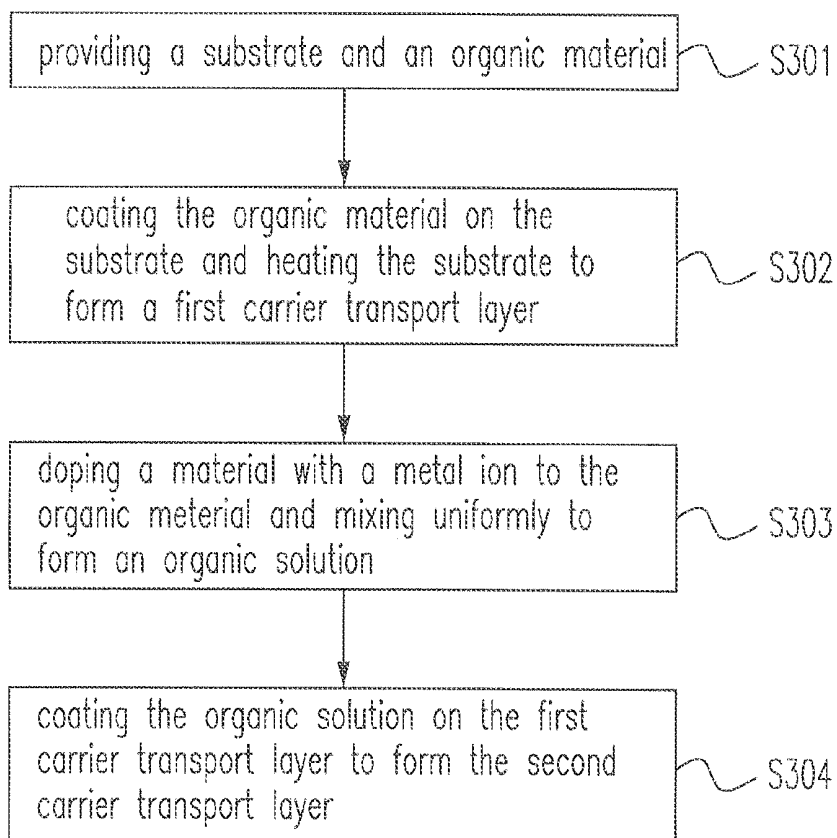 providing a substrate and an organic material
S301
coating the organic material on the
substrate and heating the substrate to
form a first carrier transport layer
S302
doping a material with a metal ion to the
organic meterial and mixing uniformly to
form an organic solution
S303
coating the organic solution on the first
carrier transport layer to form the second
carrier transport layer
S304